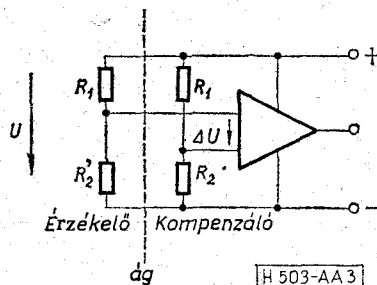 +
R₁
R₁
U
ΔU
R₂'
R₂
−
Érzékelő
Kompenzáló
ág
H 503-AA3